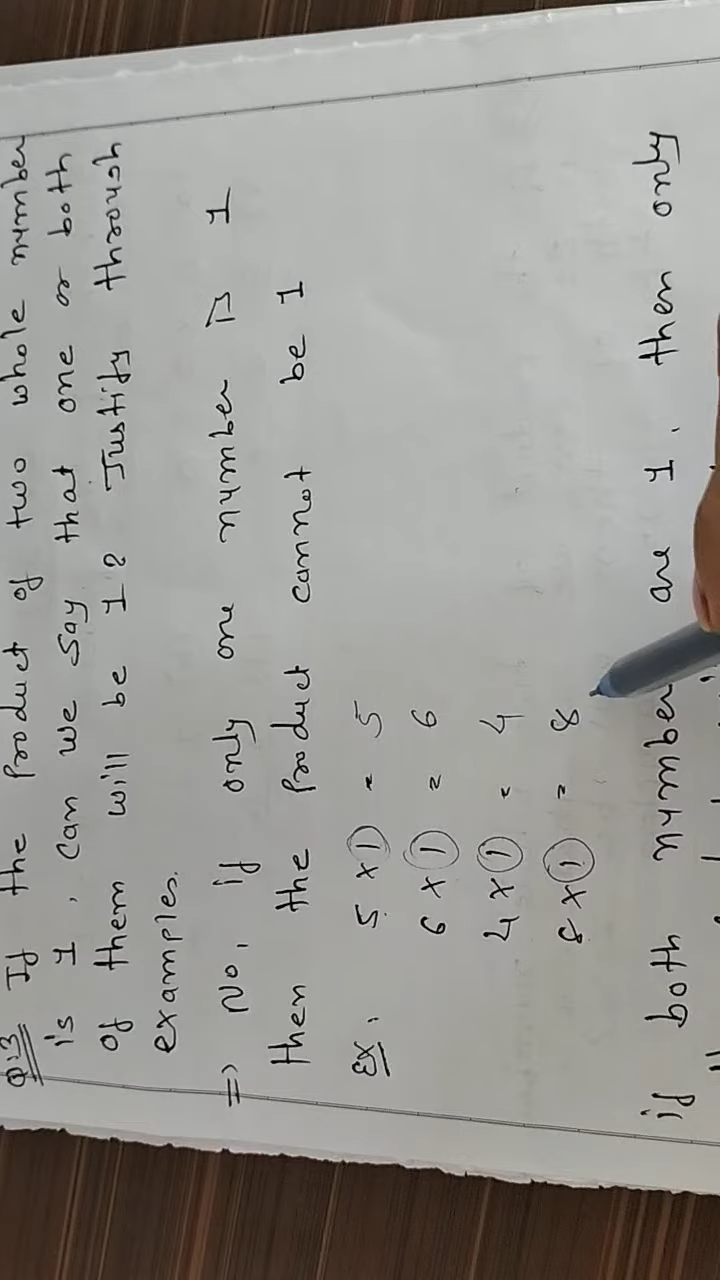 Q.3 If the Product of two whole number
is 1, can we say that one or both
of them will be 1? Justify through
examples.
=> No, if only one number is 1
then the Product cannot be 1
Ex. 5 x 1 = 5
6 x 1 = 6
4 x 1 = 4
8 x 1 = 8
if both number are 1, then only